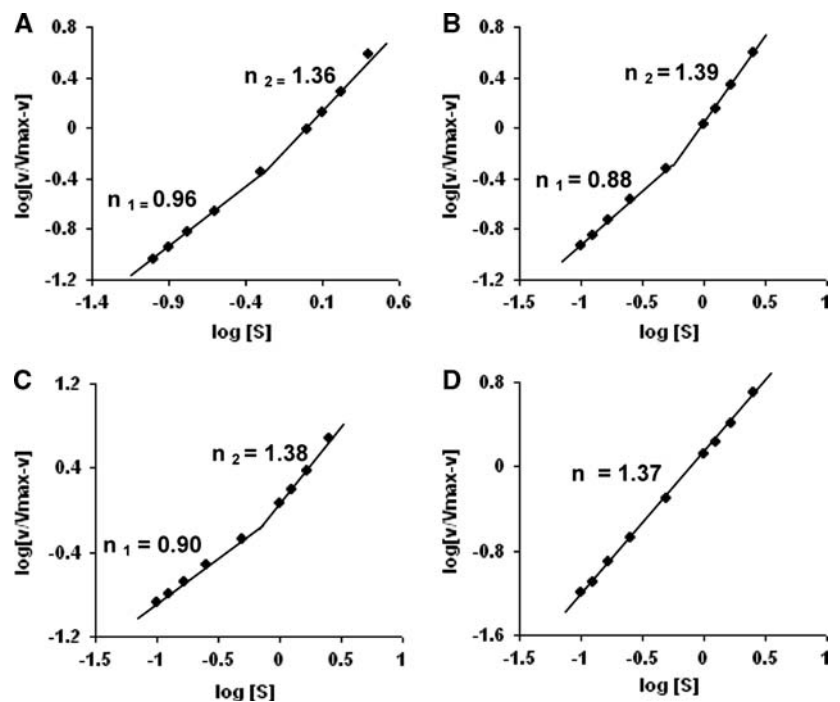 A
log[v/Vmax-v]
0.8
0.4
0
-0.4
-0.8
-1.2
n 2 = 1.36
n 1 = 0.96
-1.4 -0.9 -0.4 0.1 0.6
log [S]
B
log[v/Vmax-v]
0.8
0.4
0
-0.4
-0.8
-1.2
n 2 = 1.39
n 1 = 0.88
-1.5 -1 -0.5 0 0.5 1
log [S]
C
log[v/Vmax-v]
1.2
0.4
-0.4
-1.2
n 2 = 1.38
n 1 = 0.90
-1.5 -1 -0.5 0 0.5 1
log [S]
D
log[v/Vmax-v]
0.8
0
-0.8
-1.6
n = 1.37
-1.5 -1 -0.5 0 0.5 1
log [S]